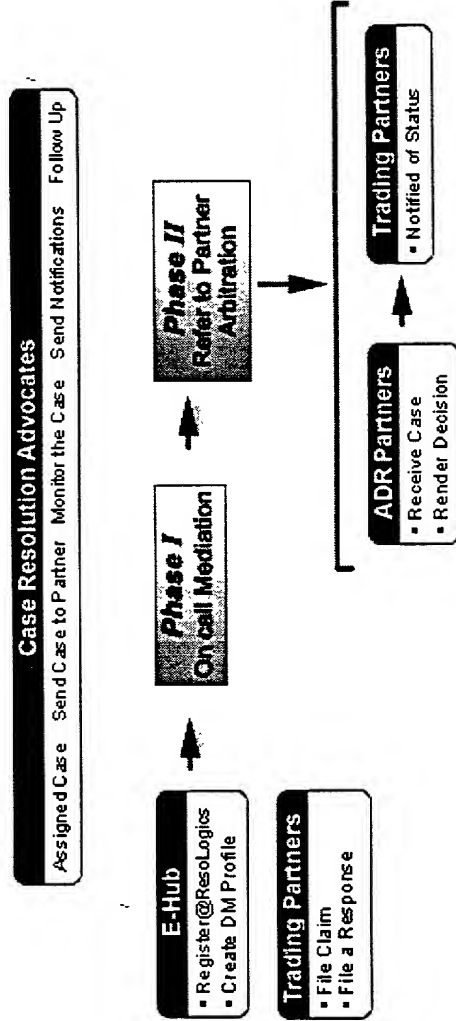 Case Resolution Advocates
Assigned Case Send Case to Partner Monitor the Case Send Notifications Follow Up
E-Hub
▪ Register@ResoLogics
▪ Create DM Profile
Trading Partners
▪ File Claim
▪ File a Response
Phase I
On call Mediation
Phase II
Refer to Partner
Arbitration
ADR Partners
▪ Receive Case
▪ Render Decision
Trading Partners
▪ Notified of Status